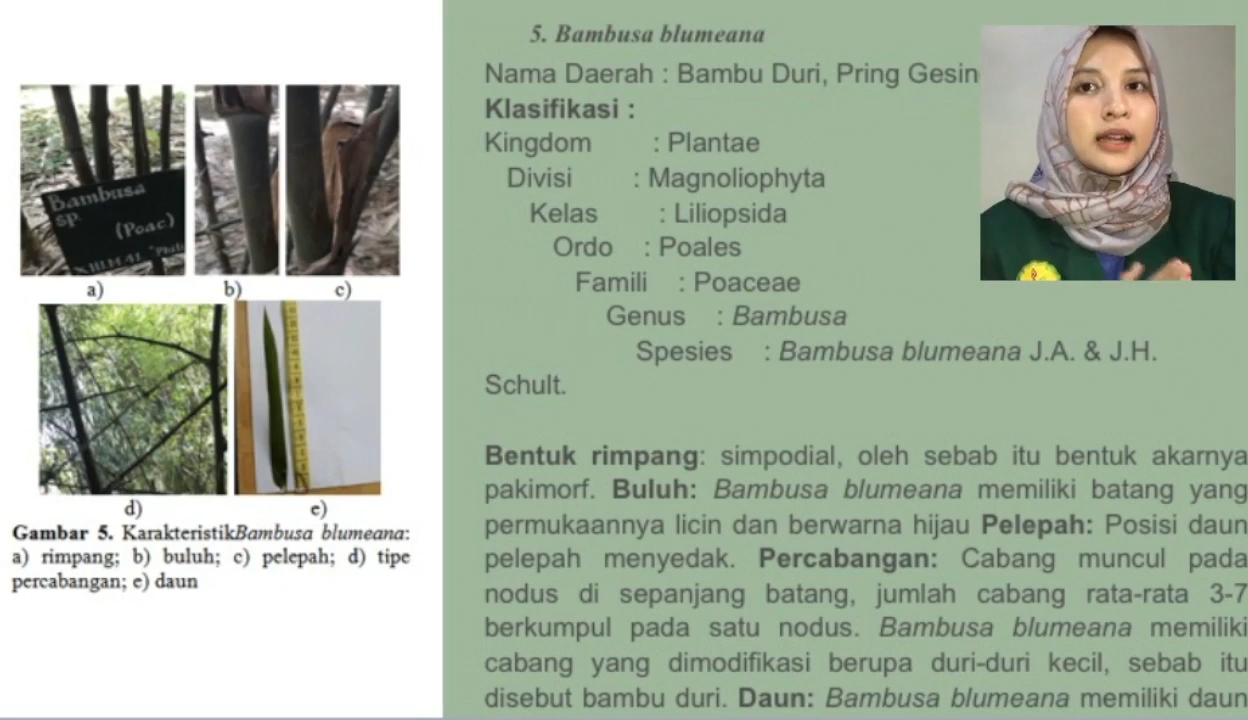 Bambusa
sp.
(Poac)
a)
b)
c)
d)
e)
Gambar 5. KarakteristikBambusa blumeana:
a) rimpang; b) buluh; c) pelepah; d) tipe
percabangan; e) daun
5. Bambusa blumeana
Nama Daerah : Bambu Duri, Pring Gesin
Klasifikasi :
Kingdom : Plantae
Divisi : Magnoliophyta
Kelas : Liliopsida
Ordo : Poales
Famili : Poaceae
Genus : Bambusa
Spesies : Bambusa blumeana J.A. & J.H.
Schult.
Bentuk rimpang: simpodial, oleh sebab itu bentuk akarnya
pakimorf. Buluh: Bambusa blumeana memiliki batang yang
permukaannya licin dan berwarna hijau Pelepah: Posisi daun
pelepah menyedak. Percabangan: Cabang muncul pada
nodus di sepanjang batang, jumlah cabang rata-rata 3-7
berkumpul pada satu nodus. Bambusa blumeana memiliki
cabang yang dimodifikasi berupa duri-duri kecil, sebab itu
disebut bambu duri. Daun: Bambusa blumeana memiliki daun